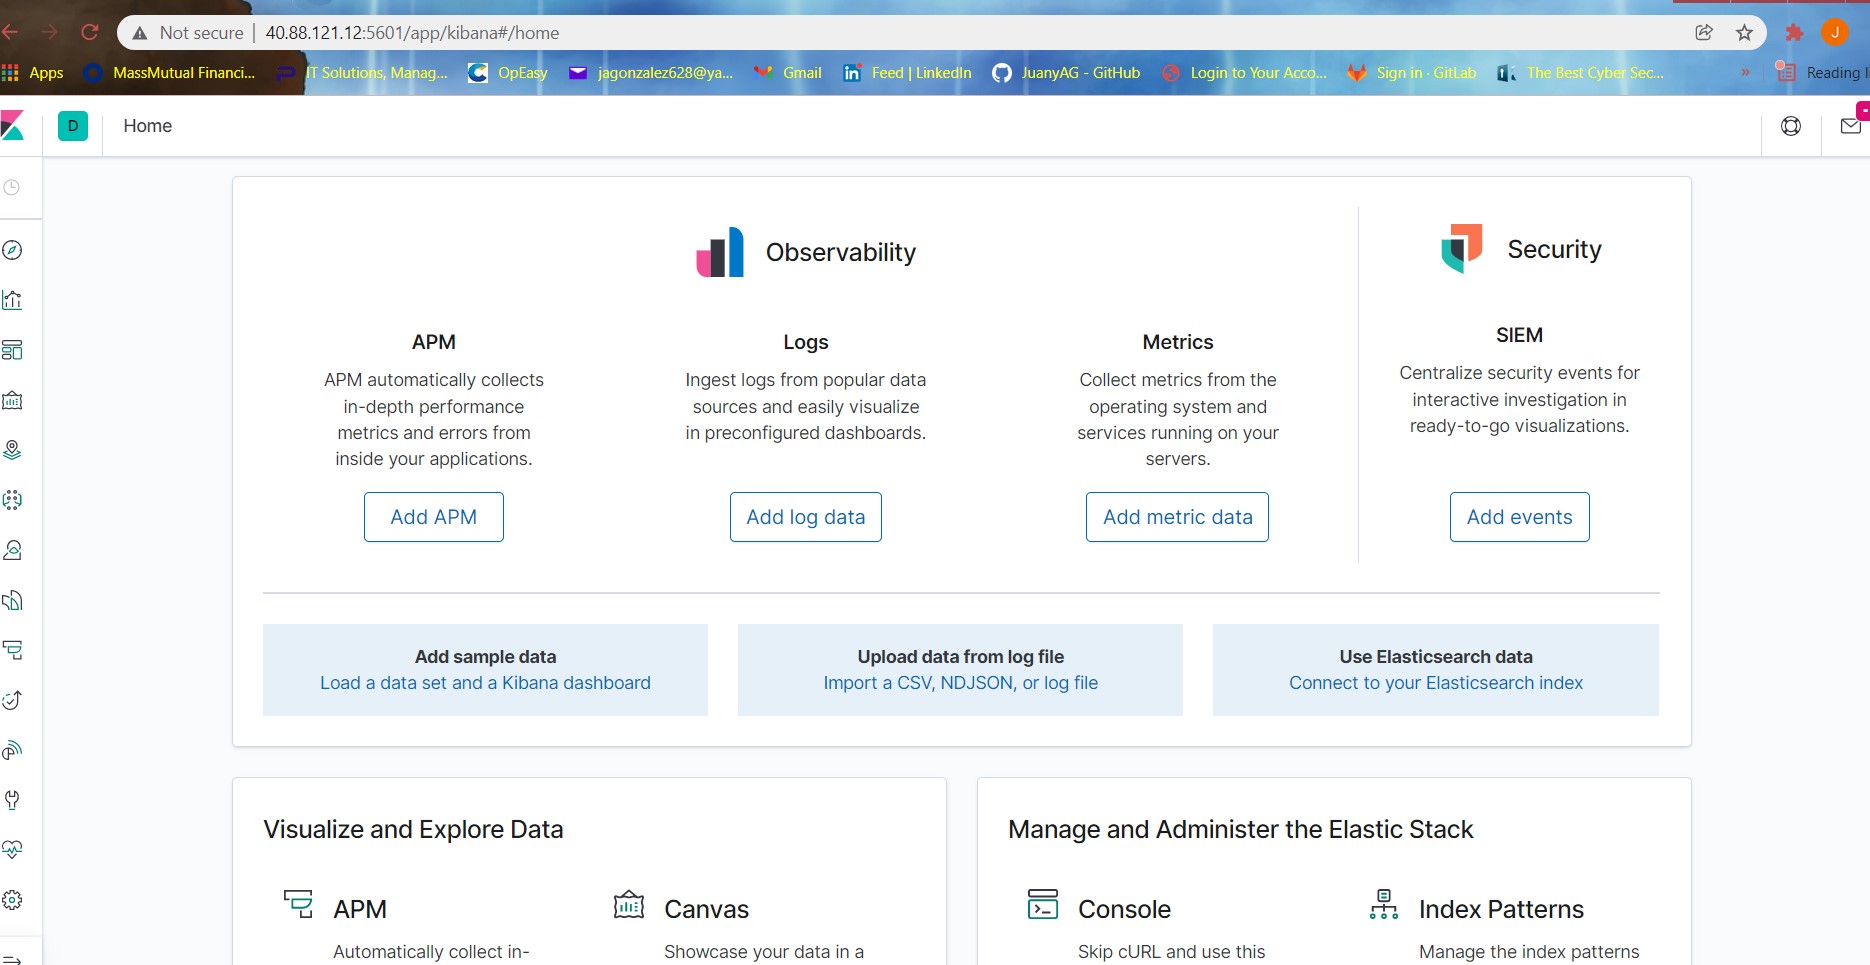 Not secure | 40.88.121.12:5601/app/kibana#/home
J
Apps MassMutual Financi... IT Solutions, Manag... OpEasy jagonzalez628@ya... Gmail Feed | LinkedIn JuanyAG - GitHub Login to Your Acco... Sign in · GitLab The Best Cyber Sec... » Reading
D Home
Observability
Security
APM
APM automatically collects
in-depth performance
metrics and errors from
inside your applications.
Add APM
Logs
Ingest logs from popular data
sources and easily visualize
in preconfigured dashboards.
Add log data
Metrics
Collect metrics from the
operating system and
services running on your
servers.
Add metric data
SIEM
Centralize security events for
interactive investigation in
ready-to-go visualizations.
Add events
Add sample data
Load a data set and a Kibana dashboard
Upload data from log file
Import a CSV, NDJSON, or log file
Use Elasticsearch data
Connect to your Elasticsearch index
Visualize and Explore Data
APM
Automatically collect in-
Canvas
Showcase your data in a
Manage and Administer the Elastic Stack
Console
Skip cURL and use this
Index Patterns
Manage the index patterns